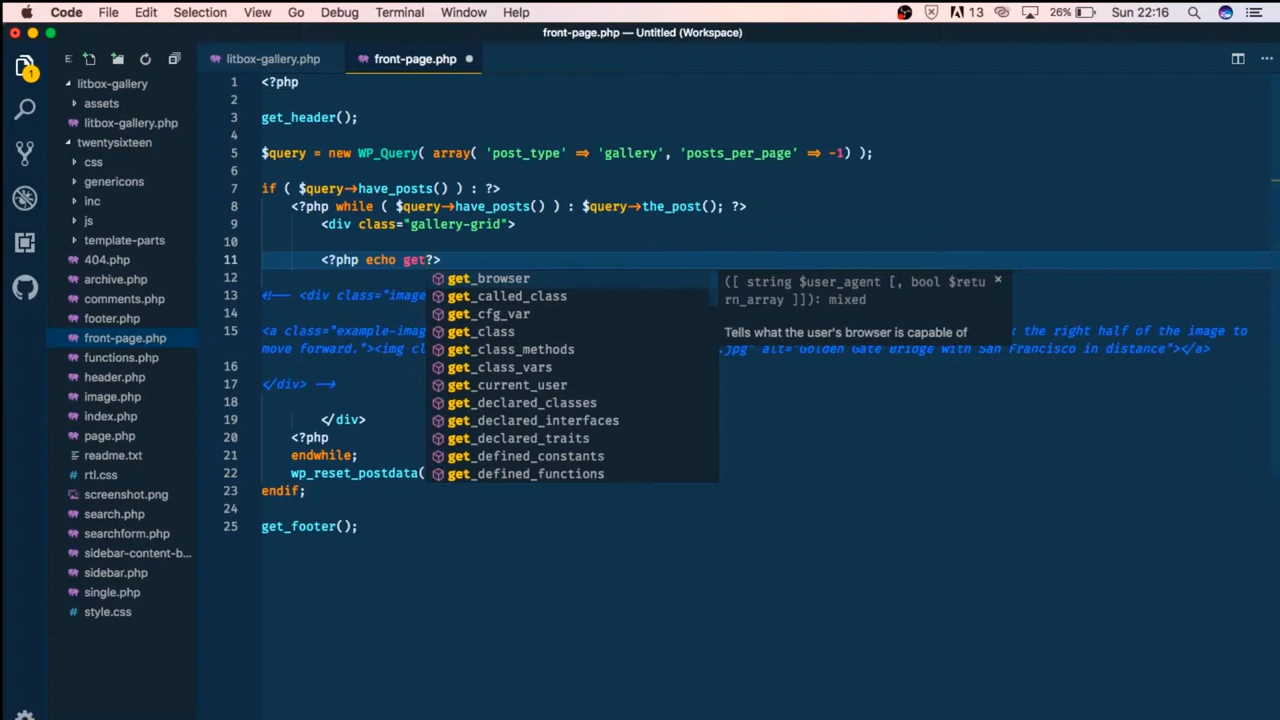 Code File Edit Selection View Go Debug Terminal Window Help 13 26% Sun 22:16
front-page.php — Untitled (Workspace)
E litbox-gallery.php front-page.php
1
litbox-gallery
assets
litbox-gallery.php
twentysixteen
css
genericons
inc
js
template-parts
404.php
archive.php
comments.php
footer.php
front-page.php
functions.php
header.php
image.php
index.php
page.php
readme.txt
rtl.css
screenshot.png
search.php
searchform.php
sidebar-content-b...
sidebar.php
single.php
style.css
1 <?php
2
3 get_header();
4
5 $query = new WP_Query( array( 'post_type' => 'gallery', 'posts_per_page' => -1) );
6
7 if ( $query->have_posts() ) : ?>
8 <?php while ( $query->have_posts() ) : $query->the_post(); ?>
9 <div class="gallery-grid">
10
11 <?php echo get?>
12
13 <!-- <div class="image
14
15 <a class="example-imag k the right half of the image to
move forward."><img cl .jpg" alt="Golden Gate Bridge with San Francisco in distance"></a>
16
17 </div> -->
18
19 </div>
20 <?php
21 endwhile;
22 wp_reset_postdata(
23 endif;
24
25 get_footer();
get_browser
get_called_class
get_cfg_var
get_class
get_class_methods
get_class_vars
get_current_user
get_declared_classes
get_declared_interfaces
get_declared_traits
get_defined_constants
get_defined_functions
([ string $user_agent [, bool $retu
rn_array ]]): mixed
Tells what the user's browser is capable of